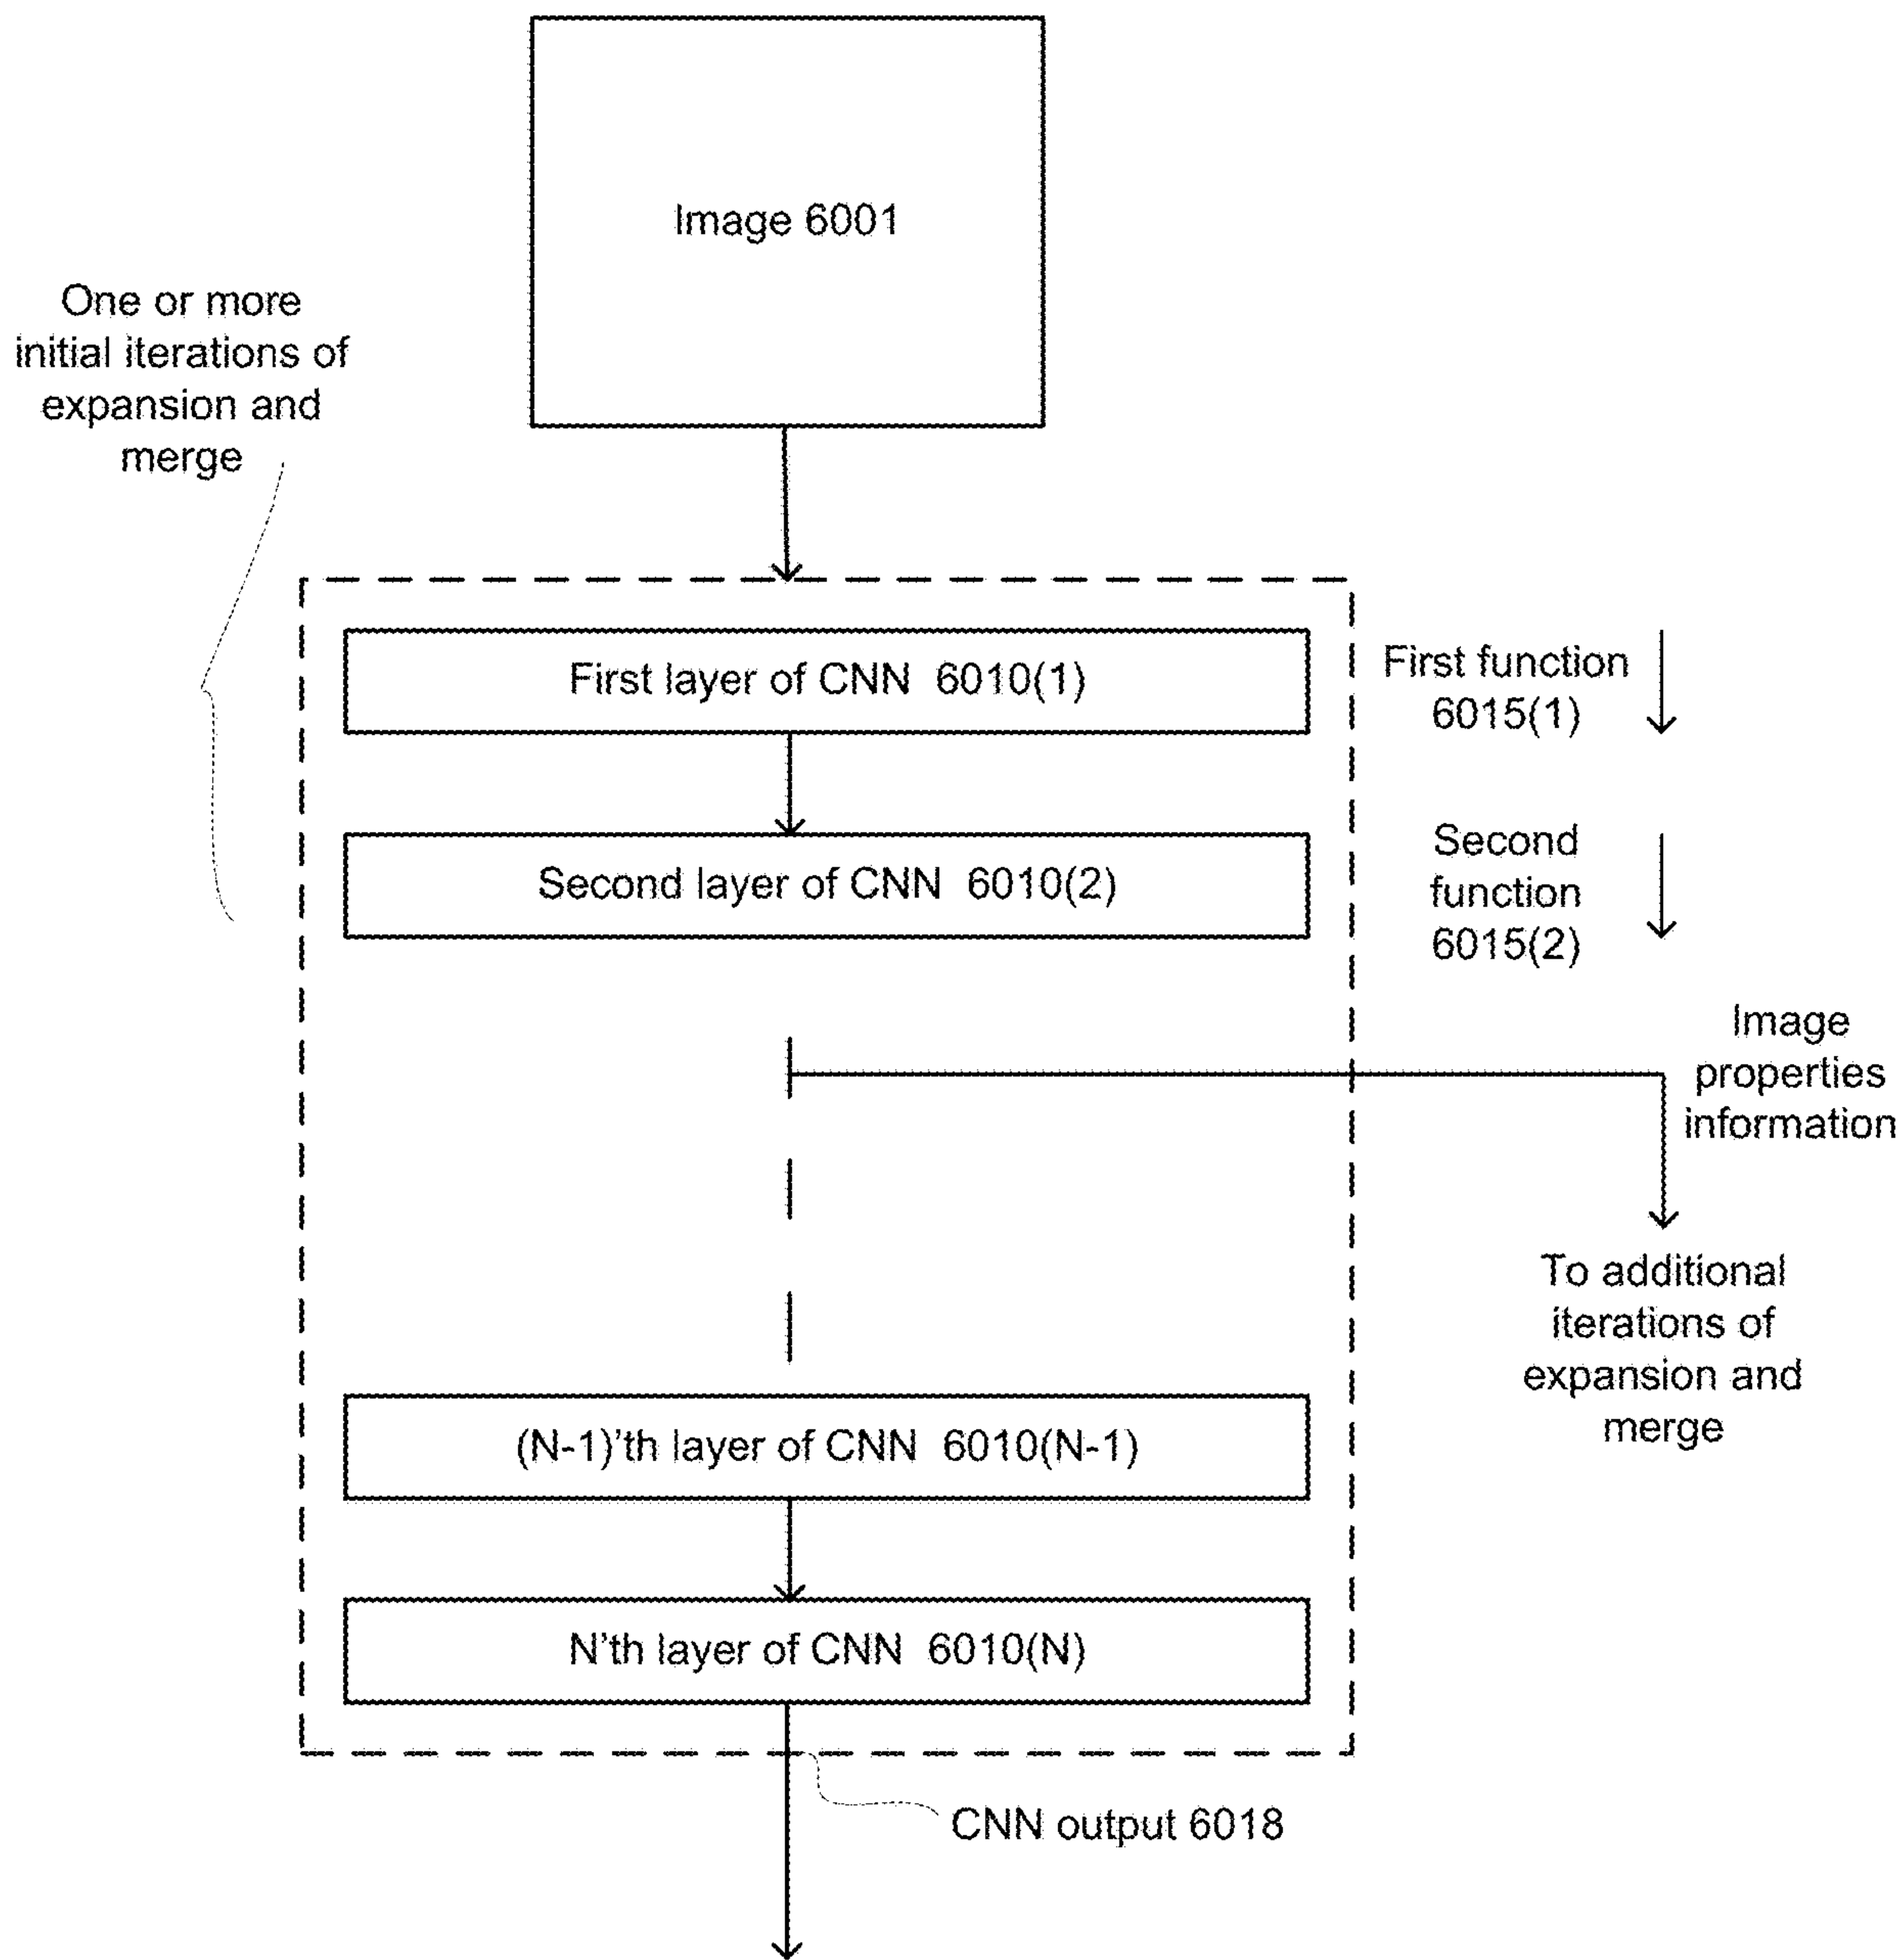 Image 6001
One or more
initial iterations of
expansion and
merge
First layer of CNN 6010(1)
First function
6015(1)
Second layer of CNN 6010(2)
Second
function
6015(2)
Image
properties
information
To additional
iterations of
expansion and
merge
(N-1)'th layer of CNN 6010(N-1)
N'th layer of CNN 6010(N)
CNN output 6018